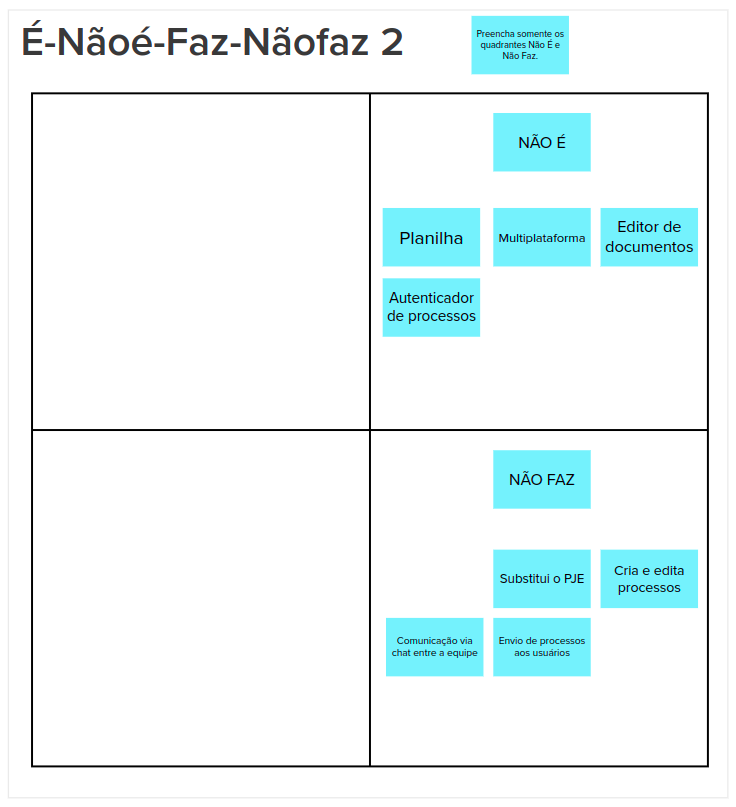 É-Nãoé-Faz-Nãofaz 2
Preencha somente os
quadrantes Não É e
Não Faz.
NÃO É
Planilha
Multiplataforma
Editor de
documentos
Autenticador
de processos
NÃO FAZ
Substitui o PJE
Cria e edita
processos
Comunicação via
chat entre a equipe
Envio de processos
aos usuários